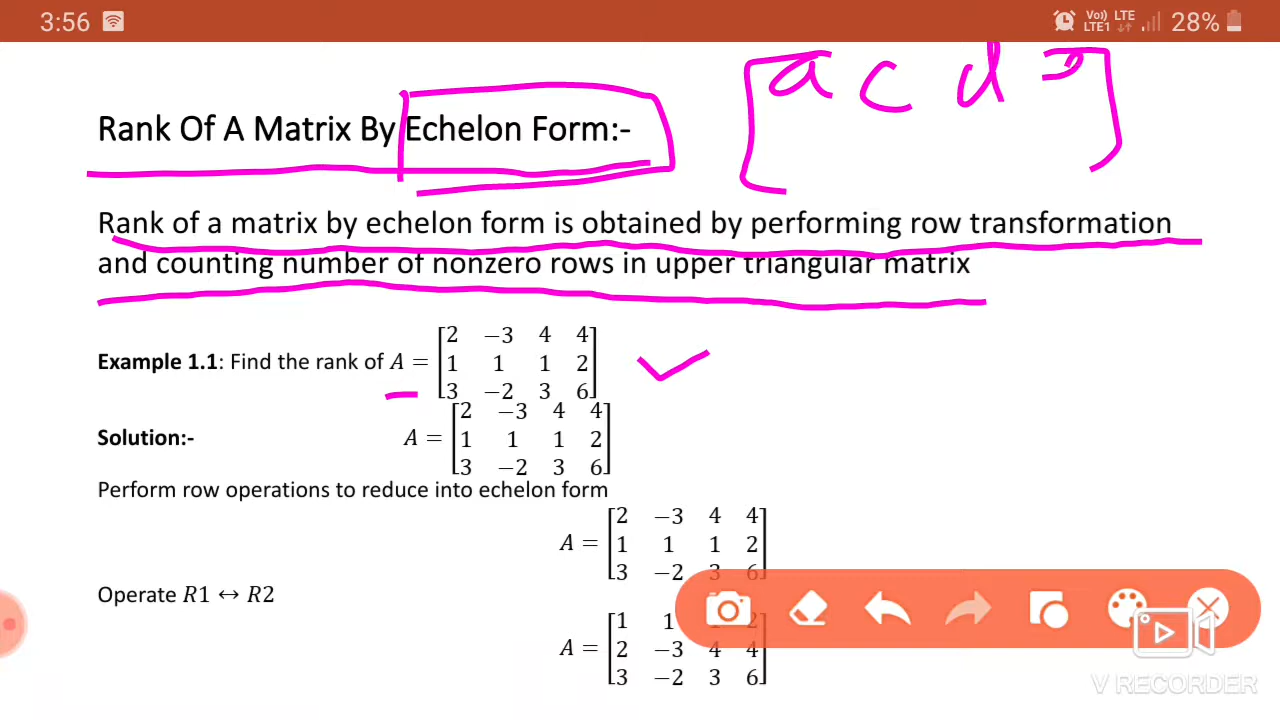 3:56 Vo)) LTE LTE1 28%
a c d
Rank Of A Matrix By Echelon Form:-
Rank of a matrix by echelon form is obtained by performing row transformation
and counting number of nonzero rows in upper triangular matrix
2 −3 4 4
Example 1.1: Find the rank of A = 1 1 1 2
3 −2 3 6
2 −3 4 4
Solution:- A = 1 1 1 2
3 −2 3 6
Perform row operations to reduce into echelon form
2 −3 4 4
A = 1 1 1 2
3 −2 3 6
Operate R1 ↔ R2
1 1 1 2
A = 2 −3 4 4
3 −2 3 6
V RECORDER